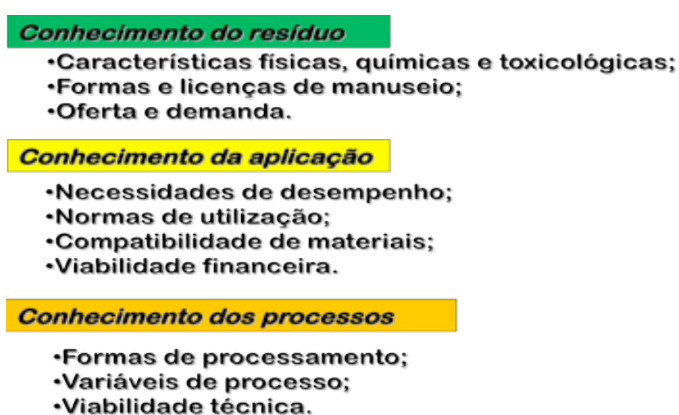 Conhecimento do resíduo
•Características físicas, químicas e toxicológicas;
•Formas e licenças de manuseio;
•Oferta e demanda.
Conhecimento da aplicação
•Necessidades de desempenho;
•Normas de utilização;
•Compatibilidade de materiais;
•Viabilidade financeira.
Conhecimento dos processos
•Formas de processamento;
•Variáveis de processo;
•Viabilidade técnica.